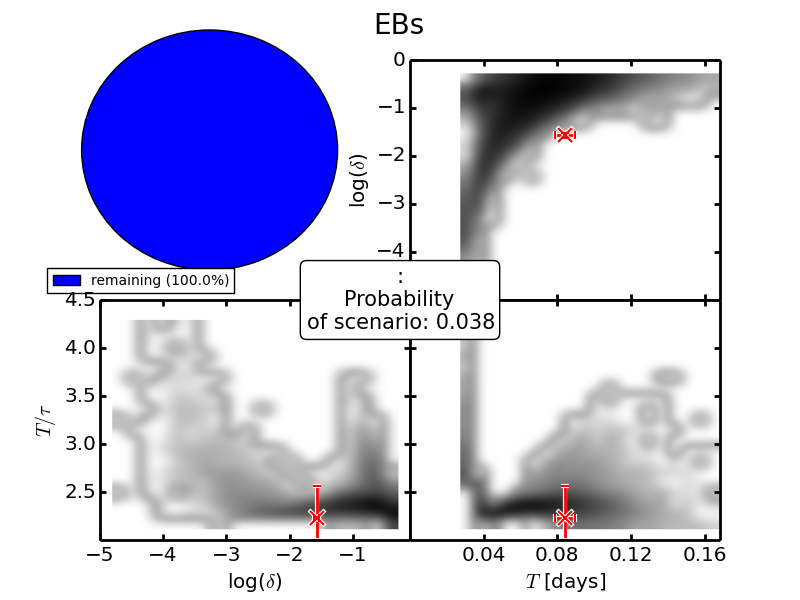 EBs
0
−1
−2
−3
−4
log(δ)
remaining (100.0%)
:
Probability
of scenario: 0.038
4.5
4.0
3.5
3.0
2.5
T/τ
−5
−4
−3
−2
−1
log(δ)
0.04
0.08
0.12
0.16
T [days]